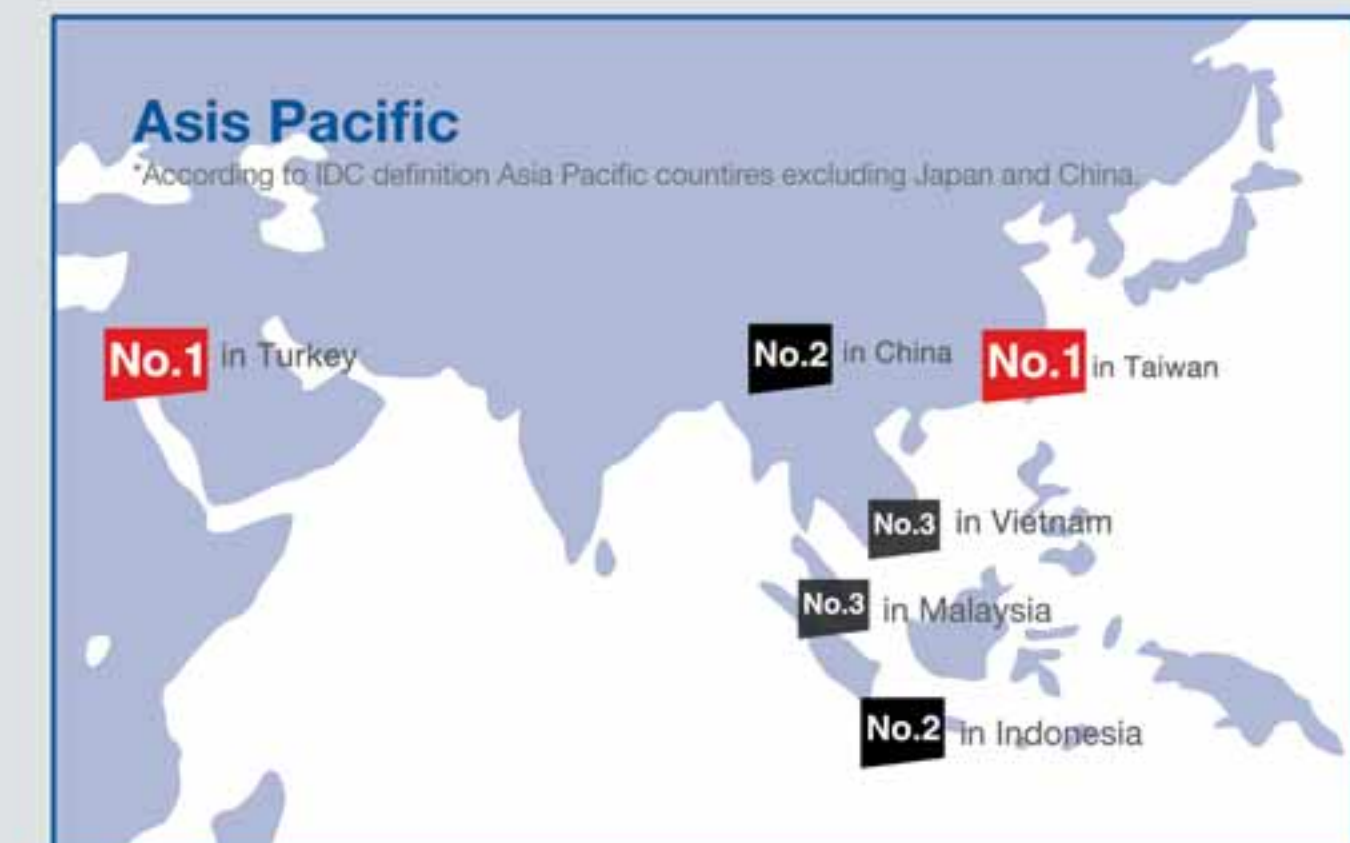 Asis Pacific
*According to IDC definition Asia Pacific countires excluding Japan and China.
No.1 in Turkey
No.2 in China
No.1 in Taiwan
No.3 in Vietnam
No.3 in Malaysia
No.2 in Indonesia